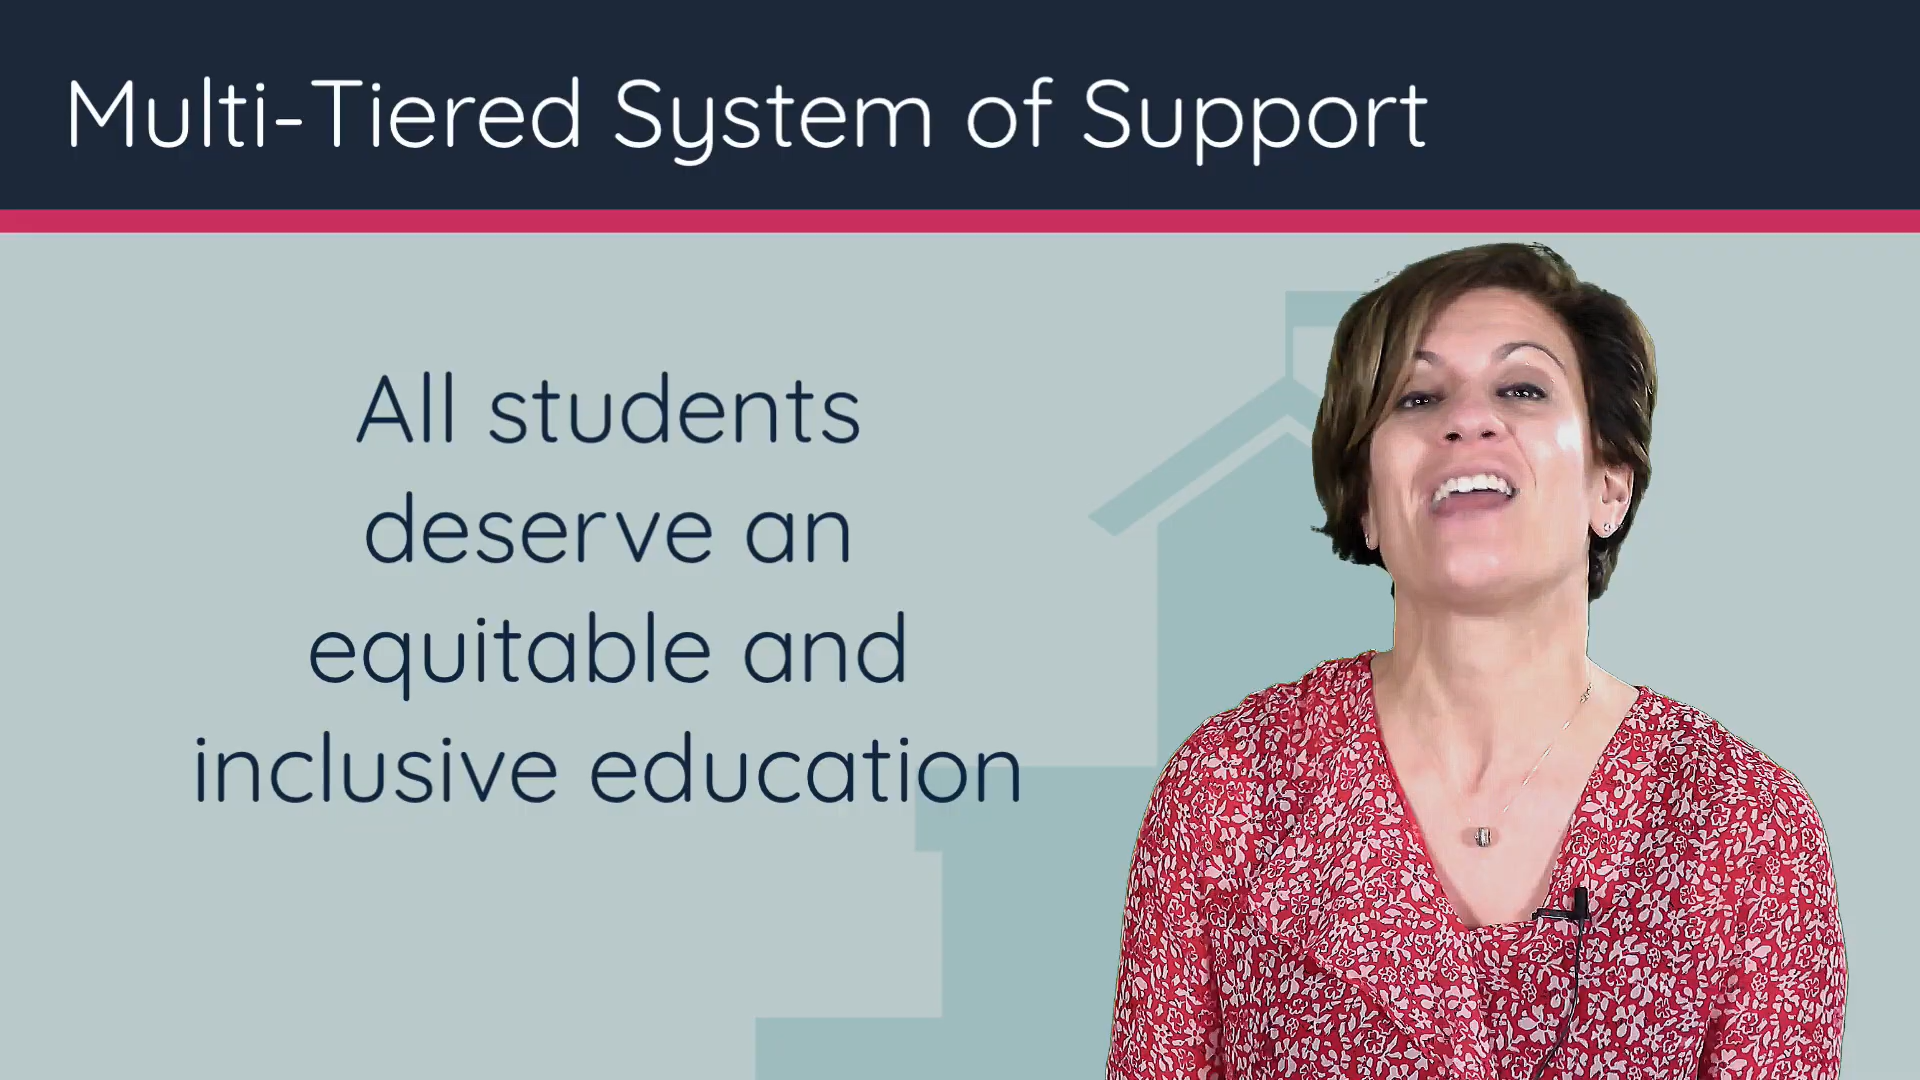 Multi-Tiered System of Support
All students
deserve an
equitable and
inclusive education